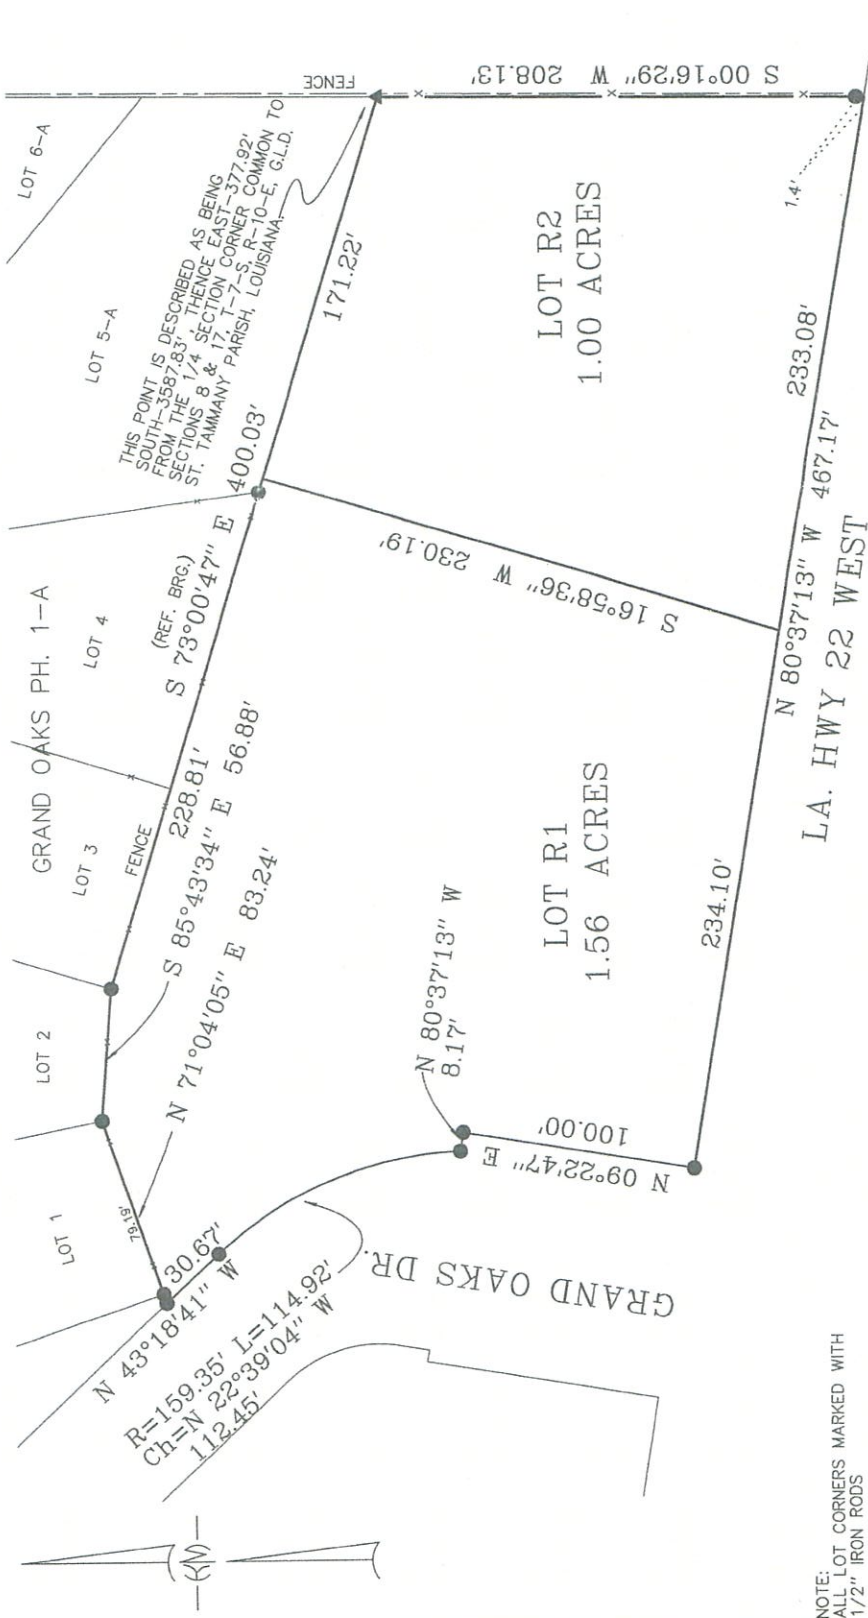 LOT 6-A
FENCE
S 00°16'29" W 208.13'
LOT 5-A
THIS POINT IS DESCRIBED AS BEING
SOUTH-3587.83', THENCE EAST-377.92'
FROM THE 1/4 SECTION CORNER COMMON TO
SECTIONS 8 & 17, T-7-S, R-10-E, G.L.D.
ST. TAMMANY PARISH, LOUISIANA.
171.22'
LOT R2
1.00 ACRES
1.4'
233.08'
GRAND OAKS PH. 1-A
LOT 4
(REF. BRG.)
S 73°00'47" E 400.03'
S 16°58'36" W 230.19'
N 80°37'13" W 467.17'
LA. HWY 22 WEST
LOT 3
FENCE
228.81'
S 85°43'34" E 56.88'
LOT 2
N 71°04'05" E 83.24'
LOT R1
1.56 ACRES
234.10'
N 80°37'13" W
8.17'
N 09°22'47" E 100.00'
LOT 1
79.19'
30.67'
N 43°18'41" W
R=159.35' L=114.92'
Ch=N 22°39'04" W
112.45'
GRAND OAKS DR.
N
NOTE:
ALL LOT CORNERS MARKED WITH
1/2" IRON RODS